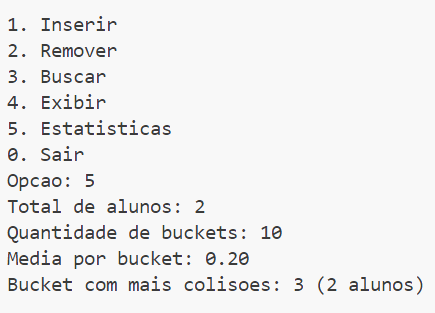 1. Inserir
2. Remover
3. Buscar
4. Exibir
5. Estatisticas
0. Sair
Opcao: 5
Total de alunos: 2
Quantidade de buckets: 10
Media por bucket: 0.20
Bucket com mais colisoes: 3 (2 alunos)